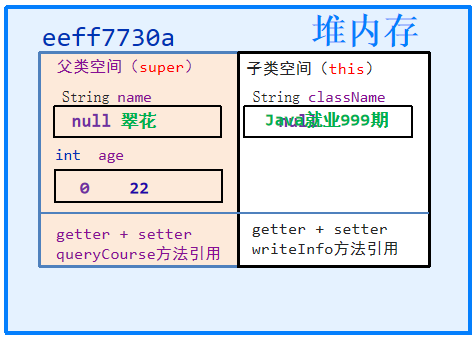 堆内存
eeff7730a
父类空间（super）
String name
null 翠花
int age
0 22
getter + setter
queryCourse方法引用
子类空间（this）
String className
null Java就业999期
getter + setter
writeInfo方法引用